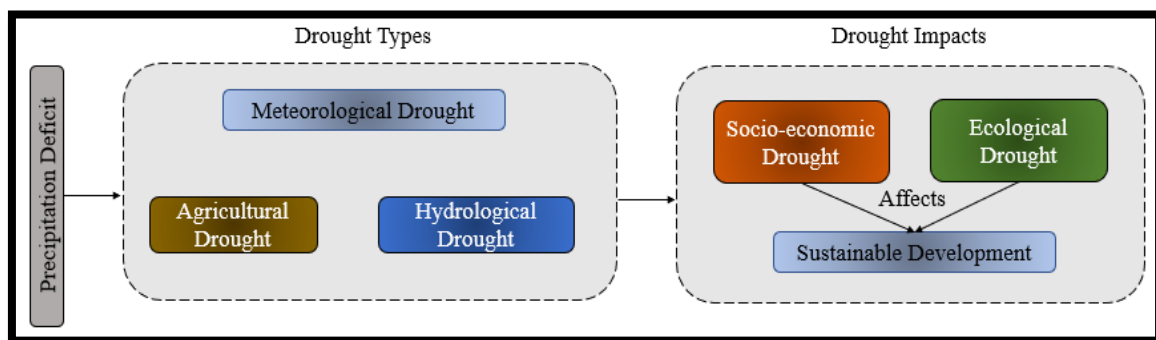 Drought Types
Drought Impacts
Precipitation Deficit
Meteorological Drought
Agricultural
Drought
Hydrological
Drought
Socio-economic
Drought
Ecological
Drought
Affects
Sustainable Development